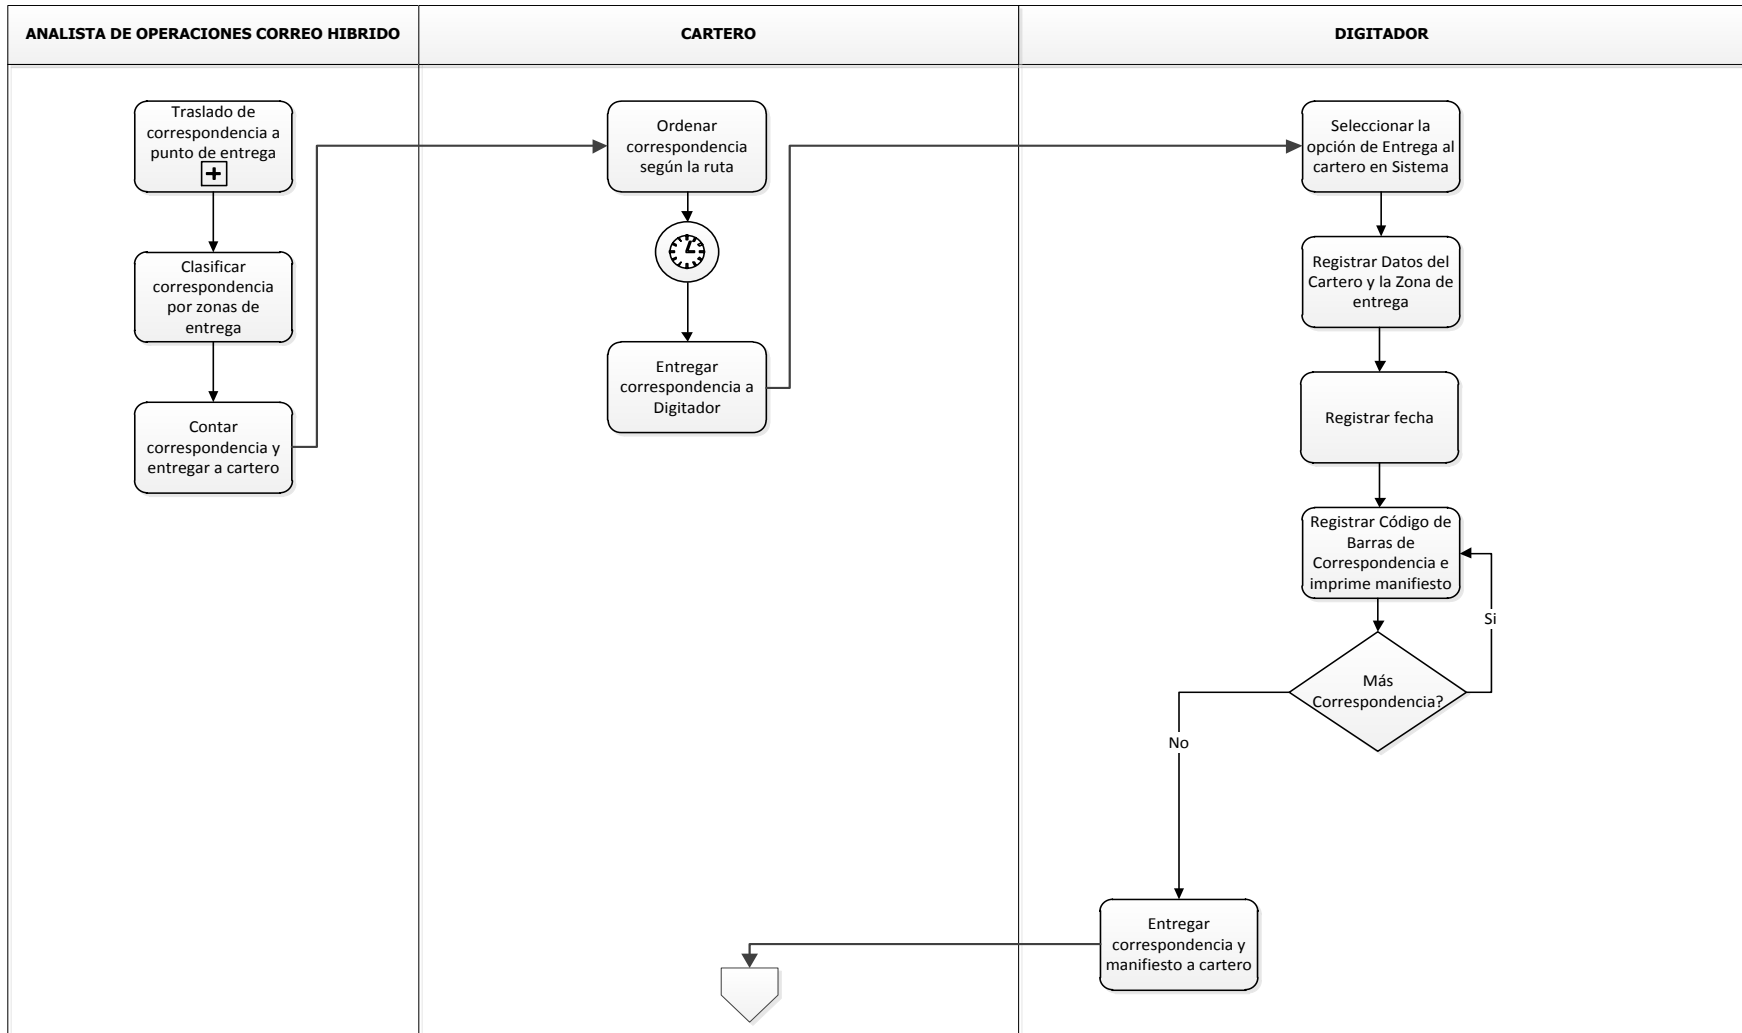 ANALISTA DE OPERACIONES CORREO HIBRIDO
CARTERO
DIGITADOR
Traslado de
correspondencia a
punto de entrega
Clasificar
correspondencia
por zonas de
entrega
Contar
correspondencia y
entregar a cartero
Ordenar
correspondencia
según la ruta
Entregar
correspondencia a
Digitador
Seleccionar la
opción de Entrega al
cartero en Sistema
Registrar Datos del
Cartero y la Zona de
entrega
Registrar fecha
Registrar Código de
Barras de
Correspondencia e
imprime manifiesto
Si
Más
Correspondencia?
No
Entregar
correspondencia y
manifiesto a cartero